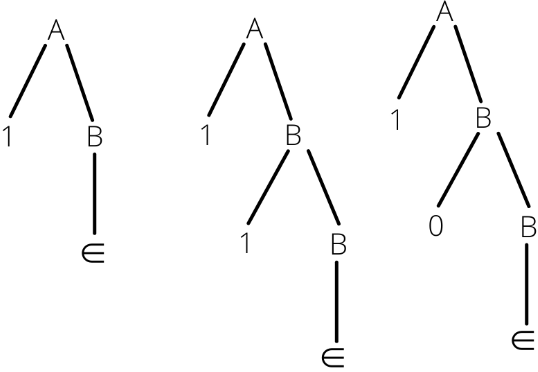 A A A
1 B 1 B 1 B
∈ 1 B 0 B
∈ ∈